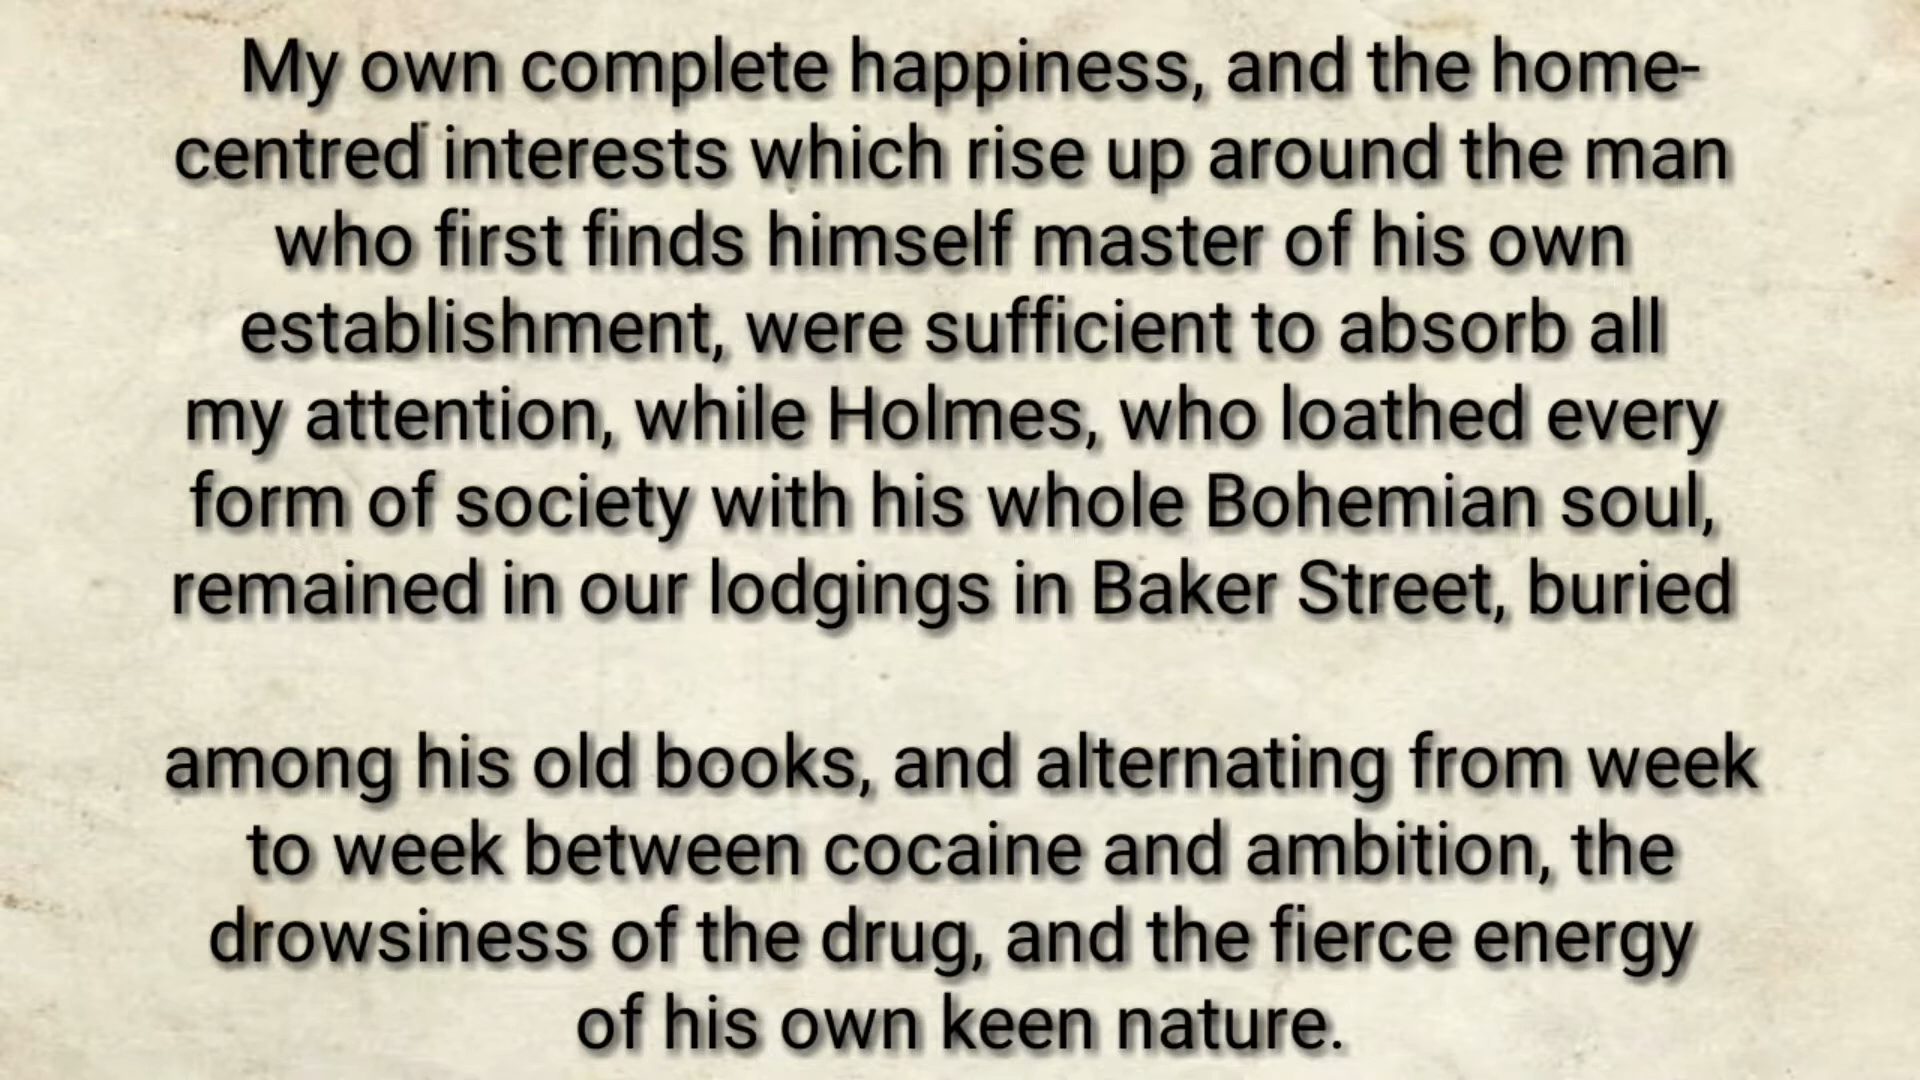 My own complete happiness, and the home-
centred interests which rise up around the man
who first finds himself master of his own
establishment, were sufficient to absorb all
my attention, while Holmes, who loathed every
form of society with his whole Bohemian soul,
remained in our lodgings in Baker Street, buried
among his old books, and alternating from week
to week between cocaine and ambition, the
drowsiness of the drug, and the fierce energy
of his own keen nature.